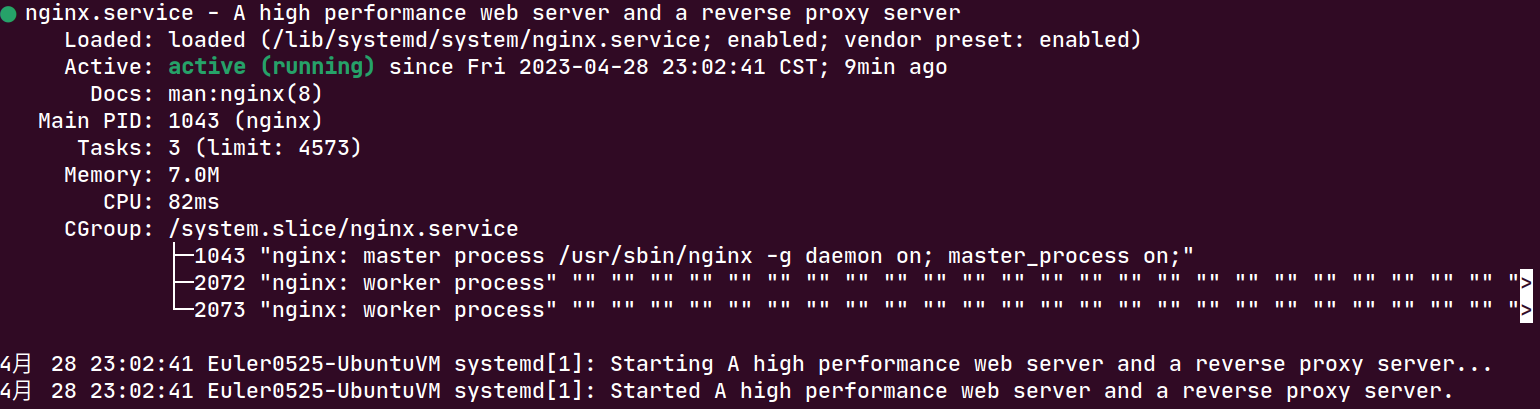 ● nginx.service - A high performance web server and a reverse proxy server
     Loaded: loaded (/lib/systemd/system/nginx.service; enabled; vendor preset: enabled)
     Active: active (running) since Fri 2023-04-28 23:02:41 CST; 9min ago
       Docs: man:nginx(8)
   Main PID: 1043 (nginx)
      Tasks: 3 (limit: 4573)
     Memory: 7.0M
        CPU: 82ms
     CGroup: /system.slice/nginx.service
             ├─1043 "nginx: master process /usr/sbin/nginx -g daemon on; master_process on;"
             ├─2072 "nginx: worker process" "" "" "" "" "" "" "" "" "" "" "" "" "" "" "" "" "" "" "" "" "" "" "" "" ">
             └─2073 "nginx: worker process" "" "" "" "" "" "" "" "" "" "" "" "" "" "" "" "" "" "" "" "" "" "" "" "" ">

4月 28 23:02:41 Euler0525-UbuntuVM systemd[1]: Starting A high performance web server and a reverse proxy server...
4月 28 23:02:41 Euler0525-UbuntuVM systemd[1]: Started A high performance web server and a reverse proxy server.